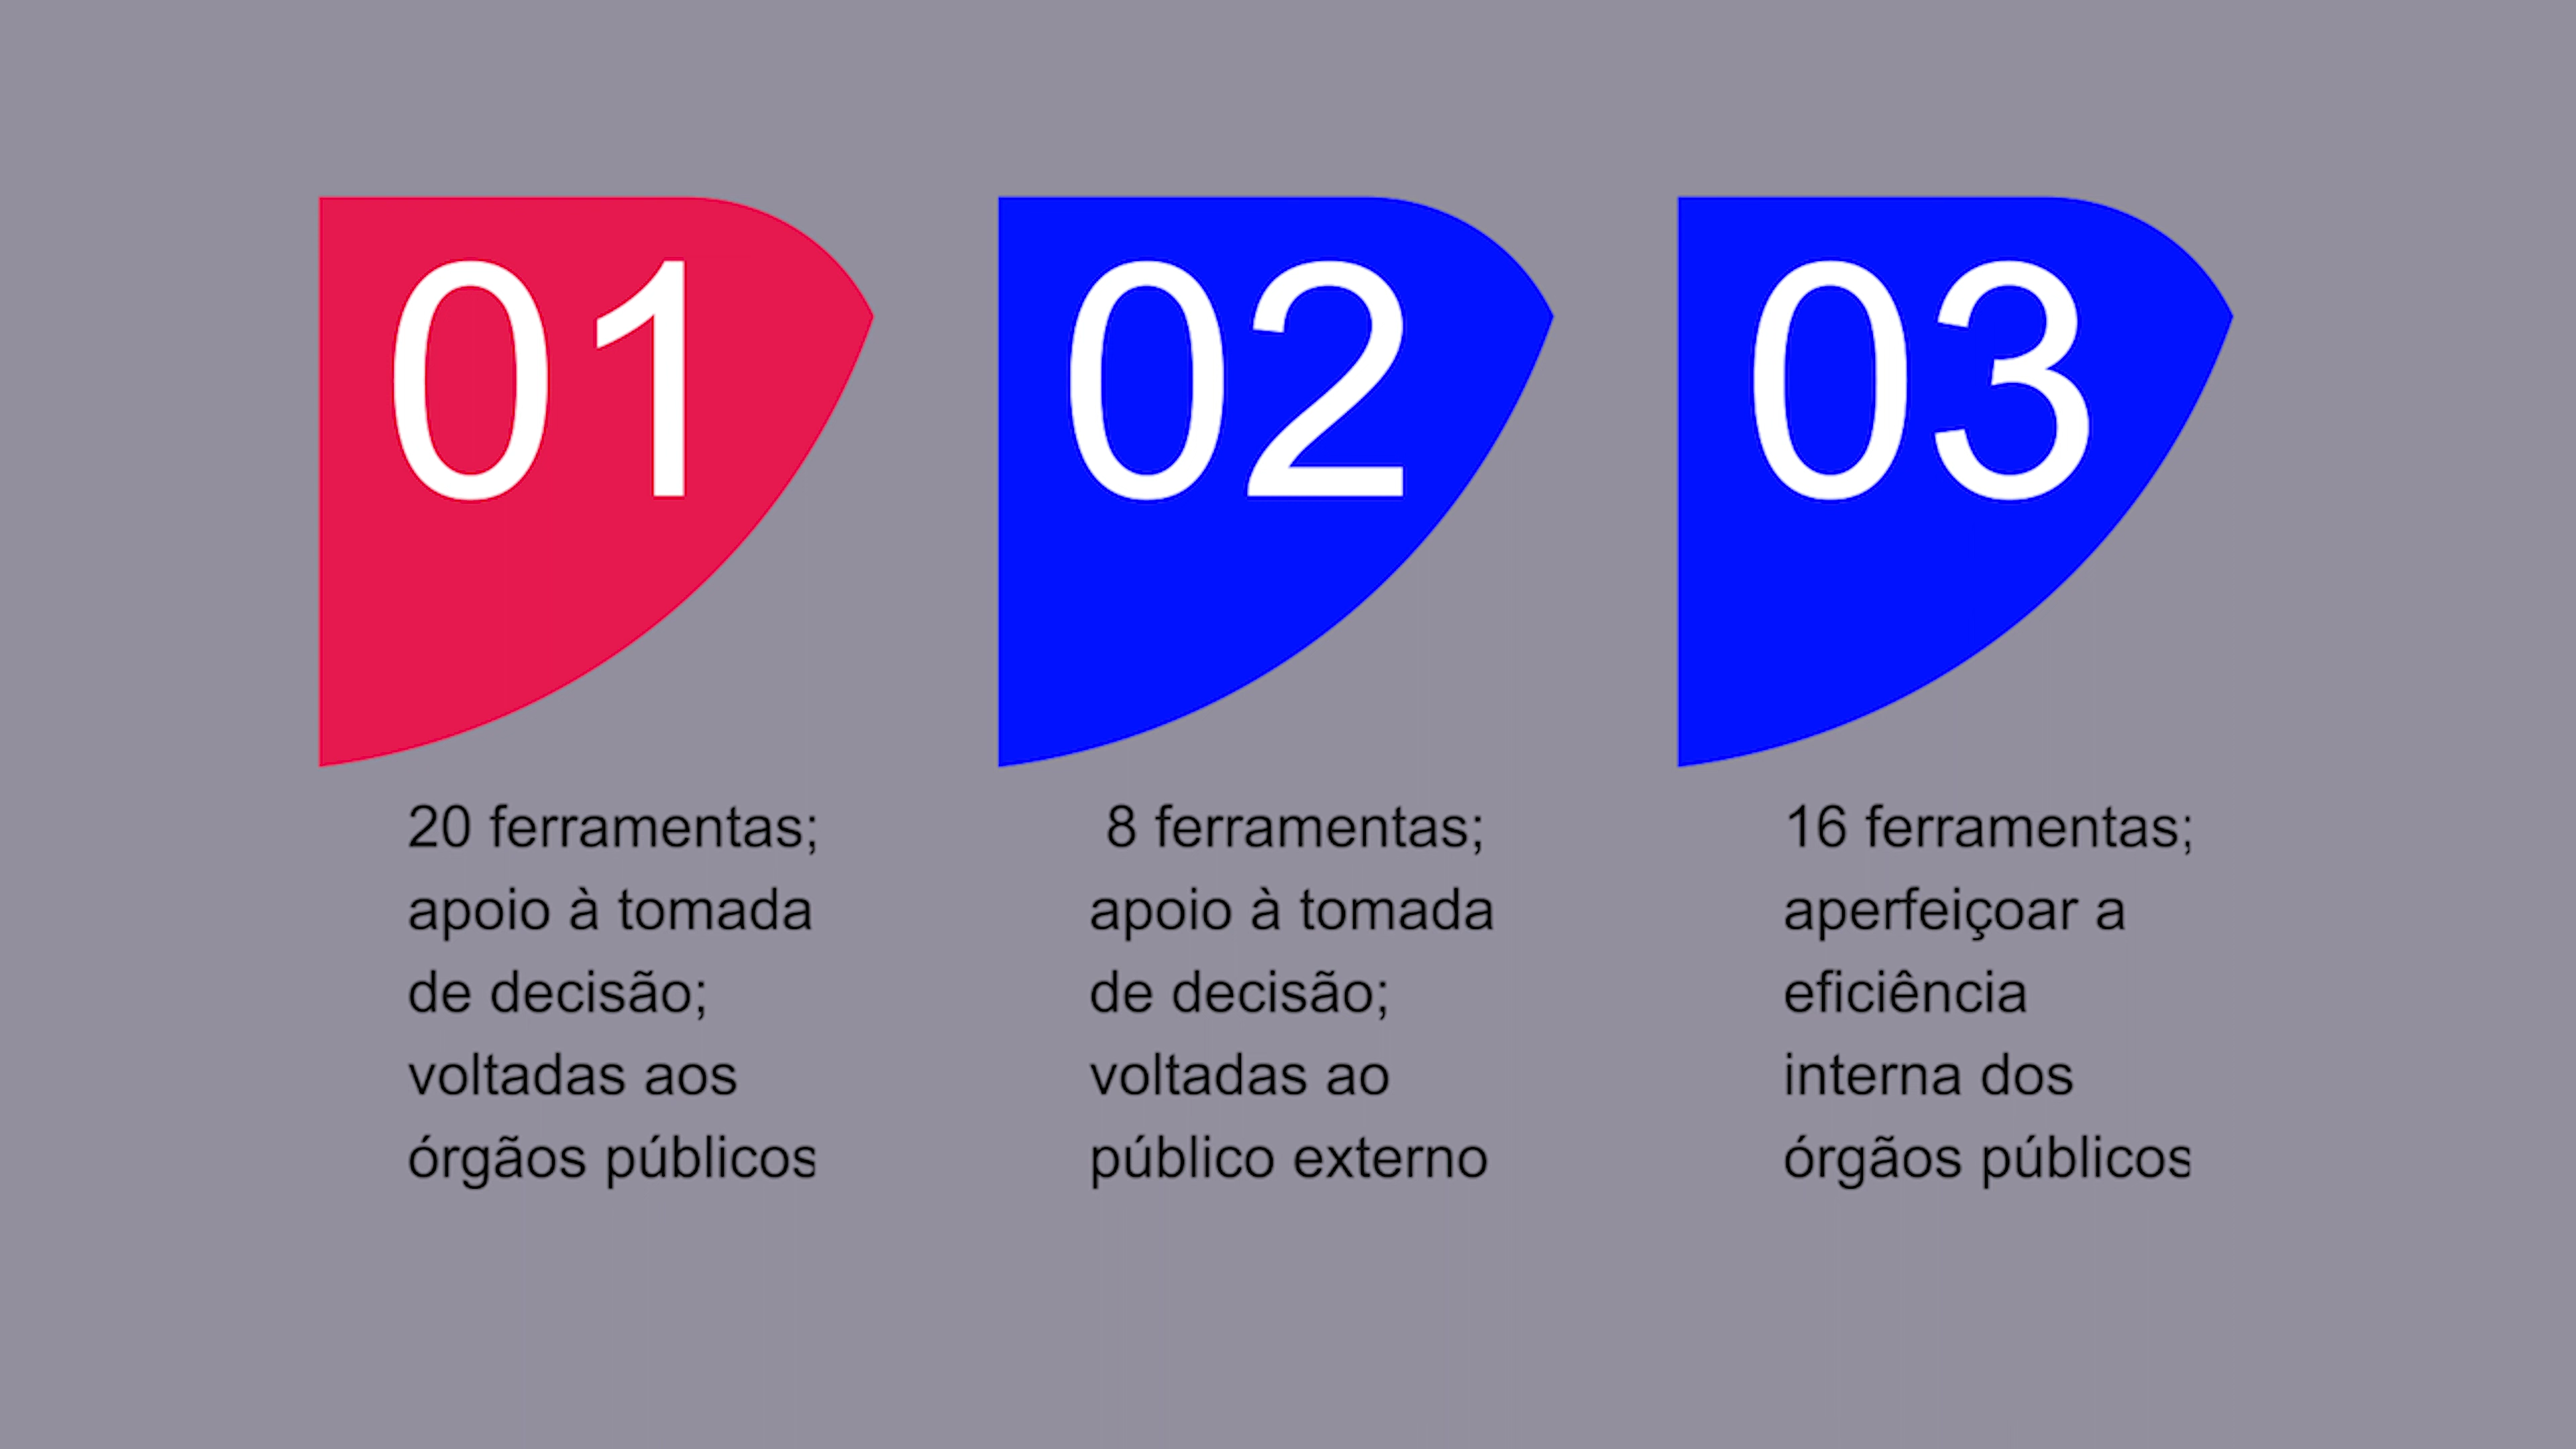 01
20 ferramentas;
apoio à tomada
de decisão;
voltadas aos
órgãos públicos
02
8 ferramentas;
apoio à tomada
de decisão;
voltadas ao
público externo
03
16 ferramentas;
aperfeiçoar a
eficiência
interna dos
órgãos públicos